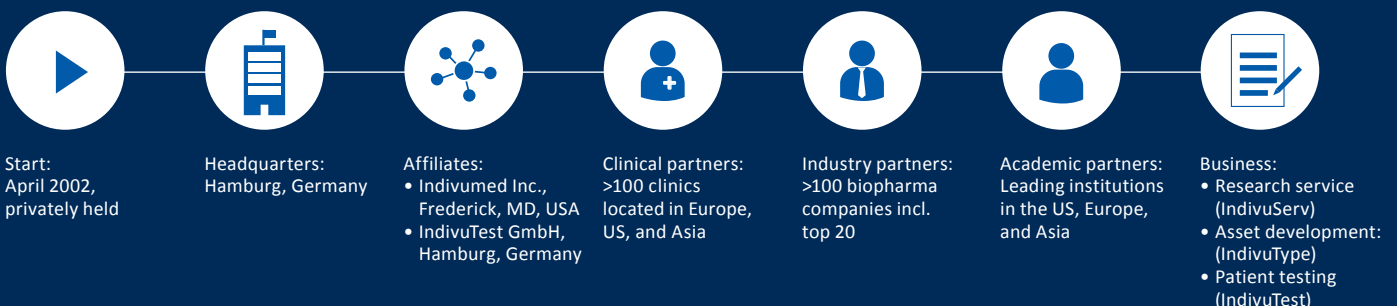 Start:
April 2002,
privately held
Headquarters:
Hamburg, Germany
Affiliates:
• Indivumed Inc.,
Frederick, MD, USA
• IndivuTest GmbH,
Hamburg, Germany
Clinical partners:
>100 clinics
located in Europe,
US, and Asia
Industry partners:
>100 biopharma
companies incl.
top 20
Academic partners:
Leading institutions
in the US, Europe,
and Asia
Business:
• Research service
(IndivuServ)
• Asset development:
(IndivuType)
• Patient testing
(IndivuTest)